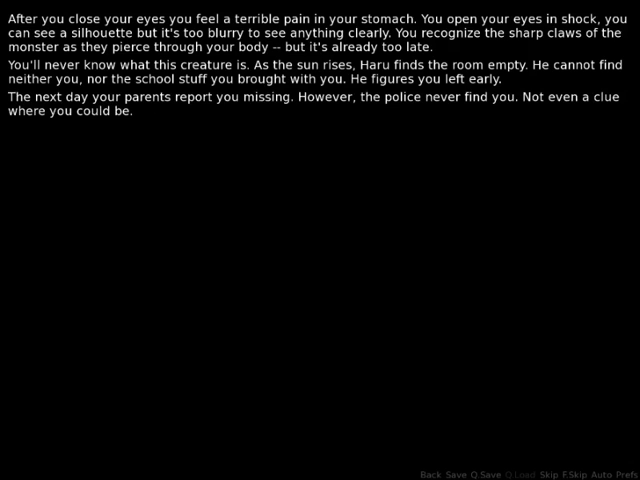 After you close your eyes you feel a terrible pain in your stomach. You open your eyes in shock, you
can see a silhouette but it's too blurry to see anything clearly. You recognize the sharp claws of the
monster as they pierce through your body -- but it's already too late.
You'll never know what this creature is. As the sun rises, Haru finds the room empty. He cannot find
neither you, nor the school stuff you brought with you. He figures you left early.
The next day your parents report you missing. However, the police never find you. Not even a clue
where you could be.
Back Save Q.Save Q.Load Skip F.Skip Auto Prefs